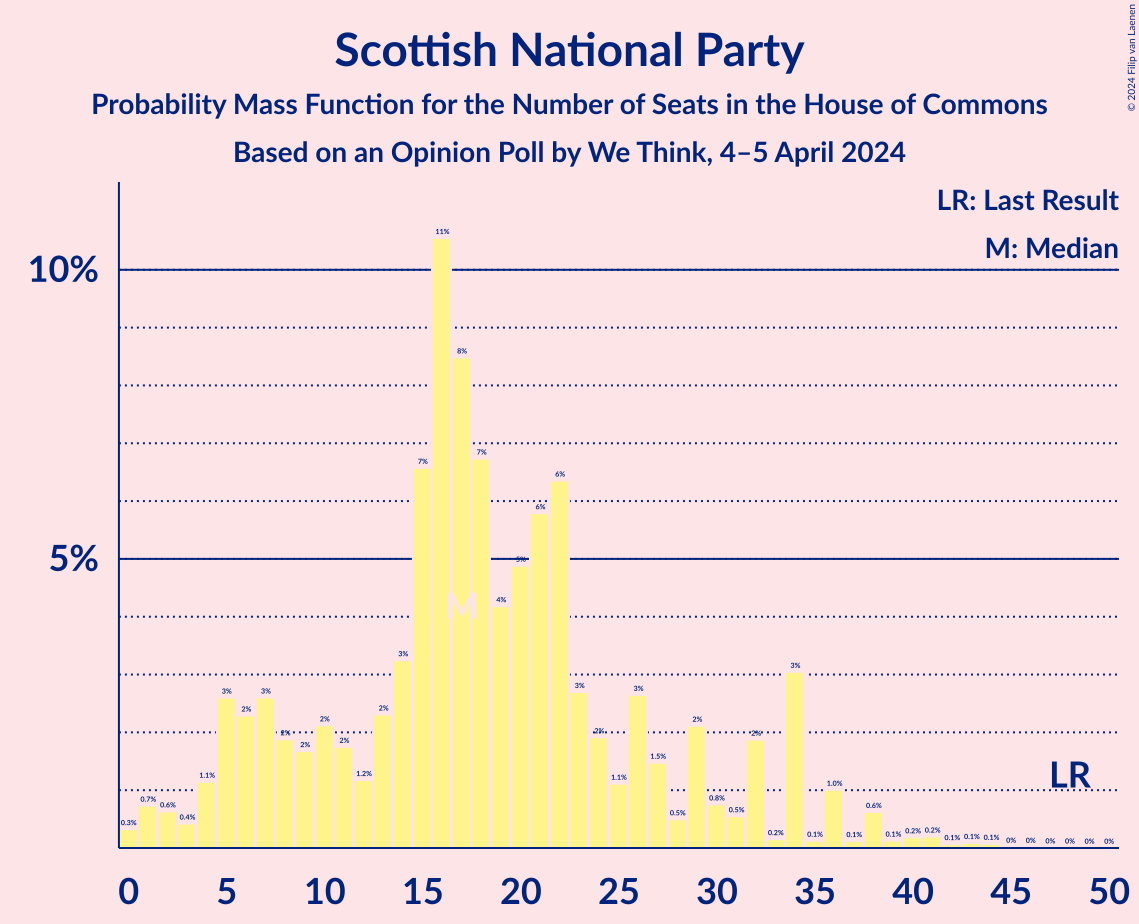 Scottish National Party
Probability Mass Function for the Number of Seats in the House of Commons
Based on an Opinion Poll by We Think, 4–5 April 2024
© 2024 Filip van Laenen
LR: Last Result
M: Median
10%
5%
0.3% 0.7% 0.6% 0.4% 1.1% 3% 2% 3% 2% 2% 2% 2% 1.2% 2% 3% 7% 11% 8% 7% 4% 5% 6% 6% 3% 2% 1.1% 3% 1.5% 0.5% 2% 0.8% 0.5% 2% 0.2% 3% 0.1% 1.0% 0.1% 0.6% 0.1% 0.2% 0.2% 0.1% 0.1% 0.1% 0% 0% 0% 0% 0% 0%
M
LR
0 5 10 15 20 25 30 35 40 45 50